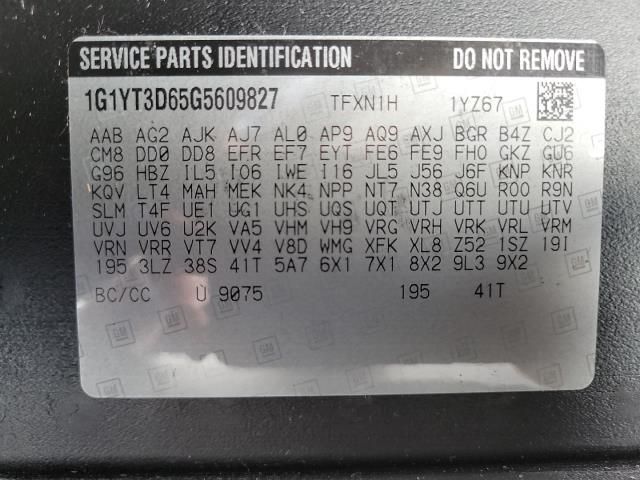 SERVICE PARTS IDENTIFICATION DO NOT REMOVE
1G1YT3D65G5609827 TFXN1H 1YZ67
AAB AG2 AJK AJ7 AL0 AP9 AQ9 AXJ BGR B4Z CJ2
CM8 DD0 DD8 EFR EF7 EYT FE6 FE9 FHO GKZ GU6
G96 HBZ IL5 IO6 IWE I16 JL5 J56 J6F KNP KNR
KQV LT4 MAH MEK NK4 NPP NT7 N38 Q6U R00 R9N
SLM T4F UE1 UG1 UHS UQS UQT UTJ UTT UTU UTV
UVJ UV6 U2K VA5 VHM VH9 VRG VRH VRK VRL VRM
VRN VRR VT7 VV4 V8D WMG XFK XL8 Z52 1SZ 19I
195 3LZ 38S 41T 5A7 6X1 7X1 8X2 9L3 9X2
BC/CC U 9075 195 41T